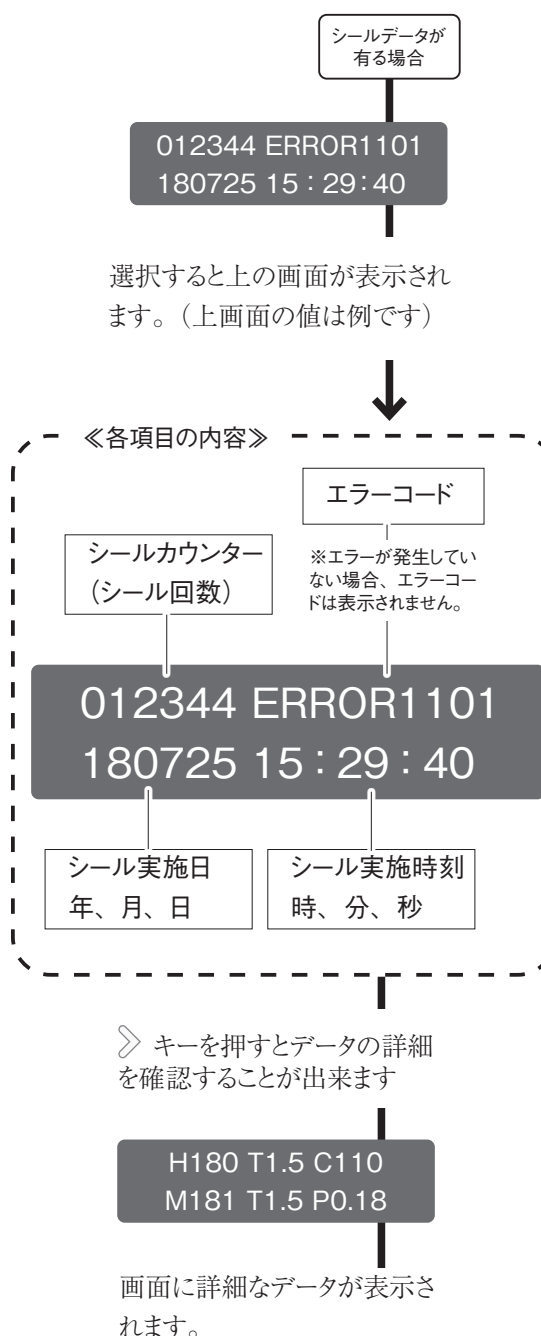 シールデータが
有る場合
012344 ERROR1101
180725 15：29：40
選択すると上の画面が表示され
ます。（上画面の値は例です）
≪各項目の内容≫
エラーコード
※エラーが発生してい
ない場合、エラーコー
ドは表示されません。
シールカウンター
(シール回数)
012344 ERROR1101
180725 15：29：40
シール実施日
年、月、日
シール実施時刻
時、分、秒
≫ キーを押すとデータの詳細
を確認することが出来ます
H180 T1.5 C110
M181 T1.5 P0.18
画面に詳細なデータが表示さ
れます。